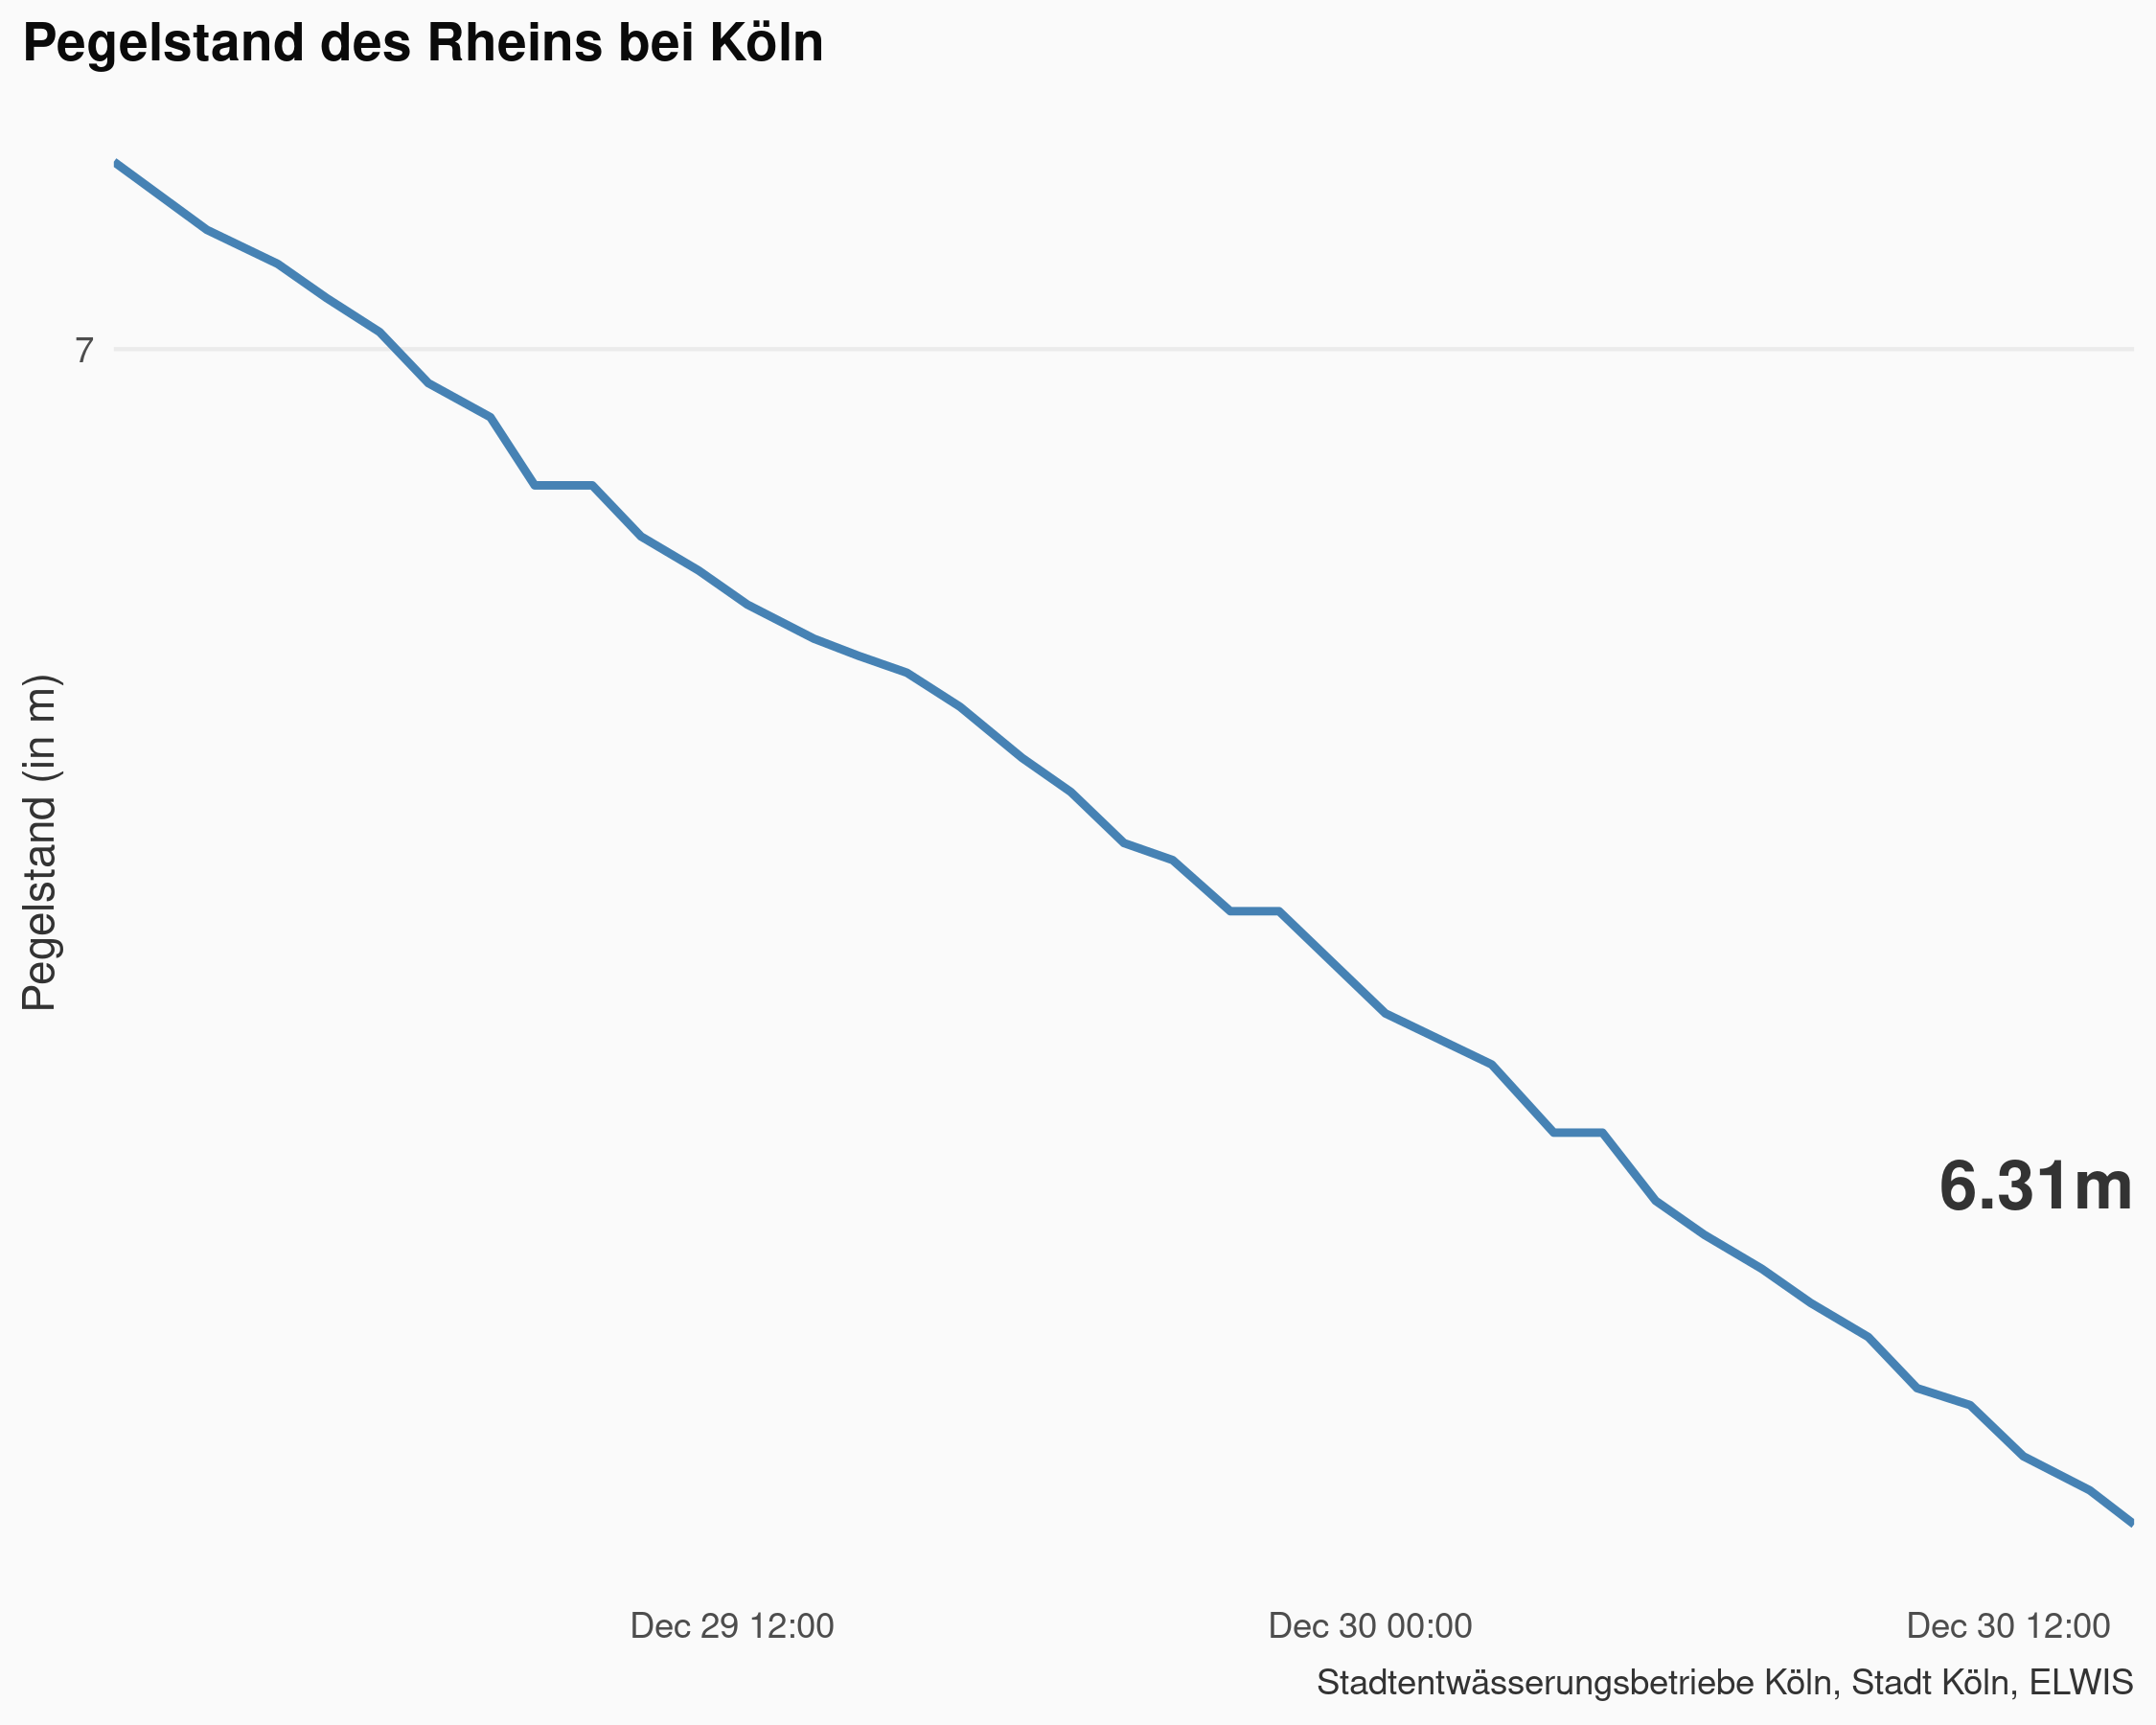 Pegelstand des Rheins bei Köln
7
Pegelstand (in m)
6.31m
Dec 29 12:00
Dec 30 00:00
Dec 30 12:00
Stadtentwässerungsbetriebe Köln, Stadt Köln, ELWIS